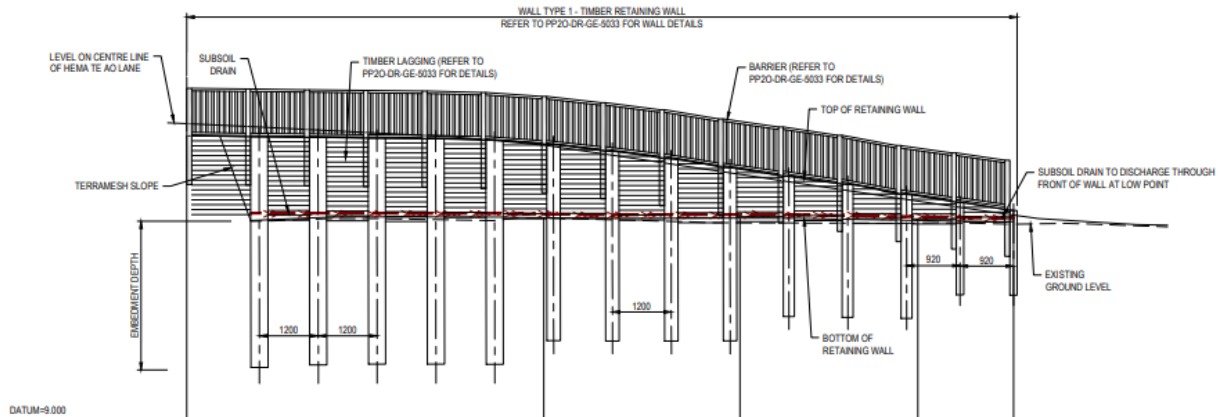 WALL TYPE 1 - TIMBER RETAINING WALL
REFER TO PP2O-DR-GE-5033 FOR WALL DETAILS
LEVEL ON CENTRE LINE
OF HEMA TE AO LANE
SUBSOIL
DRAIN
TIMBER LAGGING (REFER TO
PP2O-DR-GE-5033 FOR DETAILS)
BARRIER (REFER TO
PP2O-DR-GE-5033 FOR DETAILS)
TOP OF RETAINING WALL
TERRAMESH SLOPE
SUBSOIL DRAIN TO DISCHARGE THROUGH
FRONT OF WALL AT LOW POINT
EMBEDMENT DEPTH
920
920
EXISTING
GROUND LEVEL
1200
1200
1200
BOTTOM OF
RETAINING WALL
DATUM=9.000